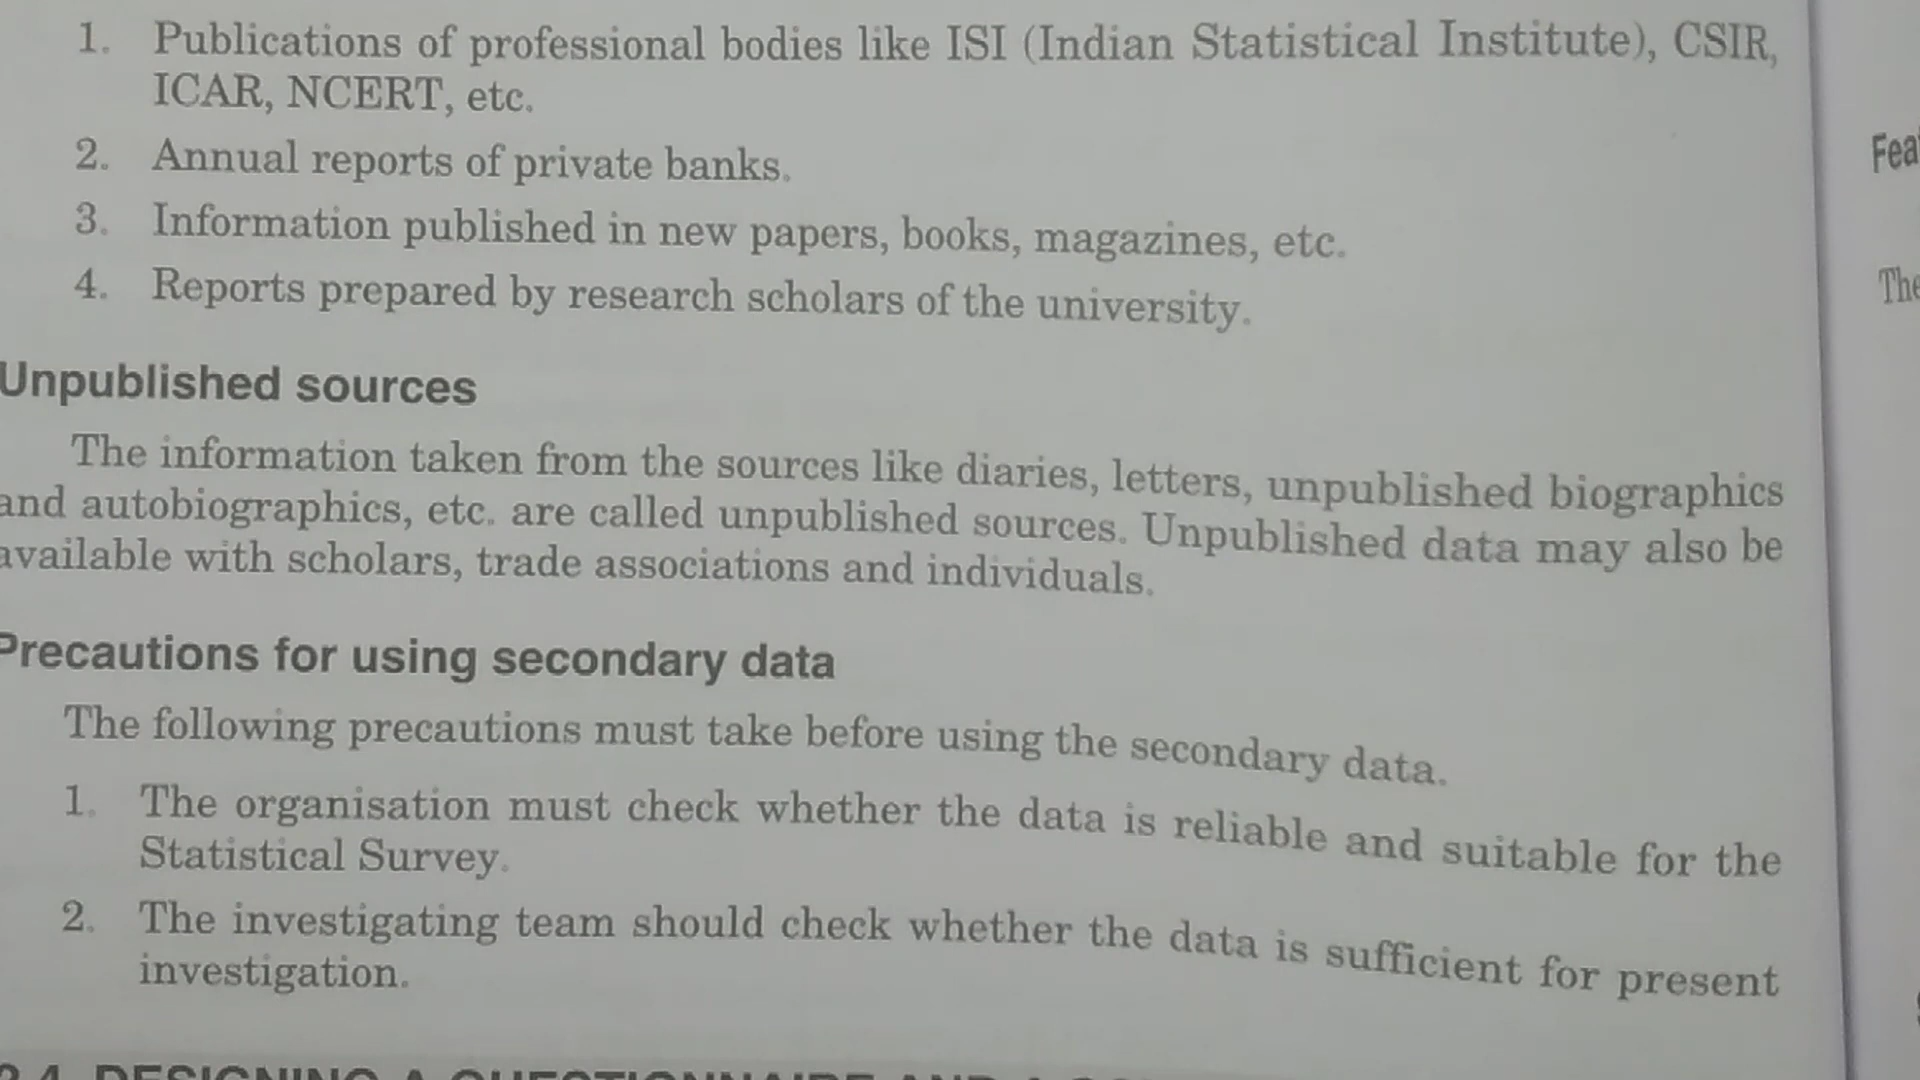 1. Publications of professional bodies like ISI (Indian Statistical Institute), CSIR,
ICAR, NCERT, etc.
2. Annual reports of private banks.
3. Information published in new papers, books, magazines, etc.
4. Reports prepared by research scholars of the university.
Unpublished sources
The information taken from the sources like diaries, letters, unpublished biographics
and autobiographics, etc. are called unpublished sources. Unpublished data may also be
available with scholars, trade associations and individuals.
Precautions for using secondary data
The following precautions must take before using the secondary data.
1. The organisation must check whether the data is reliable and suitable for the
Statistical Survey.
2. The investigating team should check whether the data is sufficient for present
investigation.
DESIGNING A QUESTIONNAIRE AND A
Fea
The